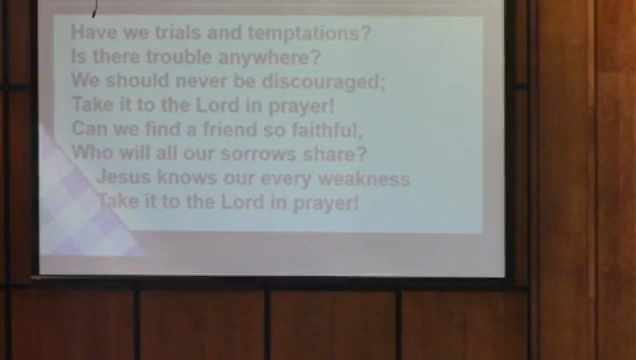 Have we trials and temptations?
Is there trouble anywhere?
We should never be discouraged;
Take it to the Lord in prayer!
Can we find a friend so faithful,
Who will all our sorrows share?
Jesus knows our every weakness
Take it to the Lord in prayer!